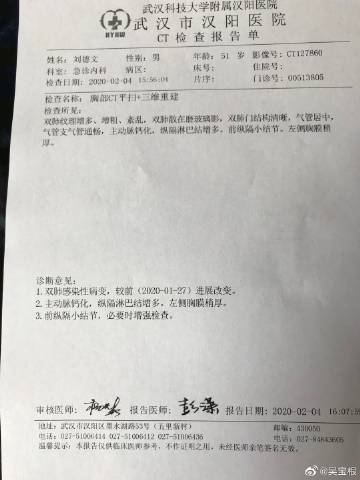 武汉科技大学附属汉阳医院
武汉市汉阳医院
HYHW
CT 检查报告单
姓名: 刘德文 性别: 男 年龄: 51 岁 影像号: CT127860
科室: 急诊内科 病区: 床号: 住院号:
检查日期: 2020-02-04 15:56:04 片序: 门诊号: 00513805
检查名称: 胸部CT平扫+三维重建
检查所见:
双肺纹理增多、增粗、紊乱,双肺散在磨玻璃影,双肺门结构清晰,气管居中,
气管支气管通畅,主动脉钙化,纵隔淋巴结增多。前纵隔小结节。左侧胸膜稍
厚。
诊断意见:
1.双肺感染性病变,较前(2020-01-27)进展改变。
2.主动脉钙化,纵隔淋巴结增多,左侧胸膜稍厚。
3.前纵隔小结节,必要时增强检查。
审核医师: 报告医师: 报告日期: 2020-02-04 16:07:5
地址: 武汉市汉阳区墨水湖路53号(五里新村) 邮编: 430050
电话: 027-51006414 027-51006412 027-51006426 电话: 027-84843605
温馨提示: 本报告仅供临床医师参考,不作证明之用,未经医师亲笔签名无效。
@吴宝根